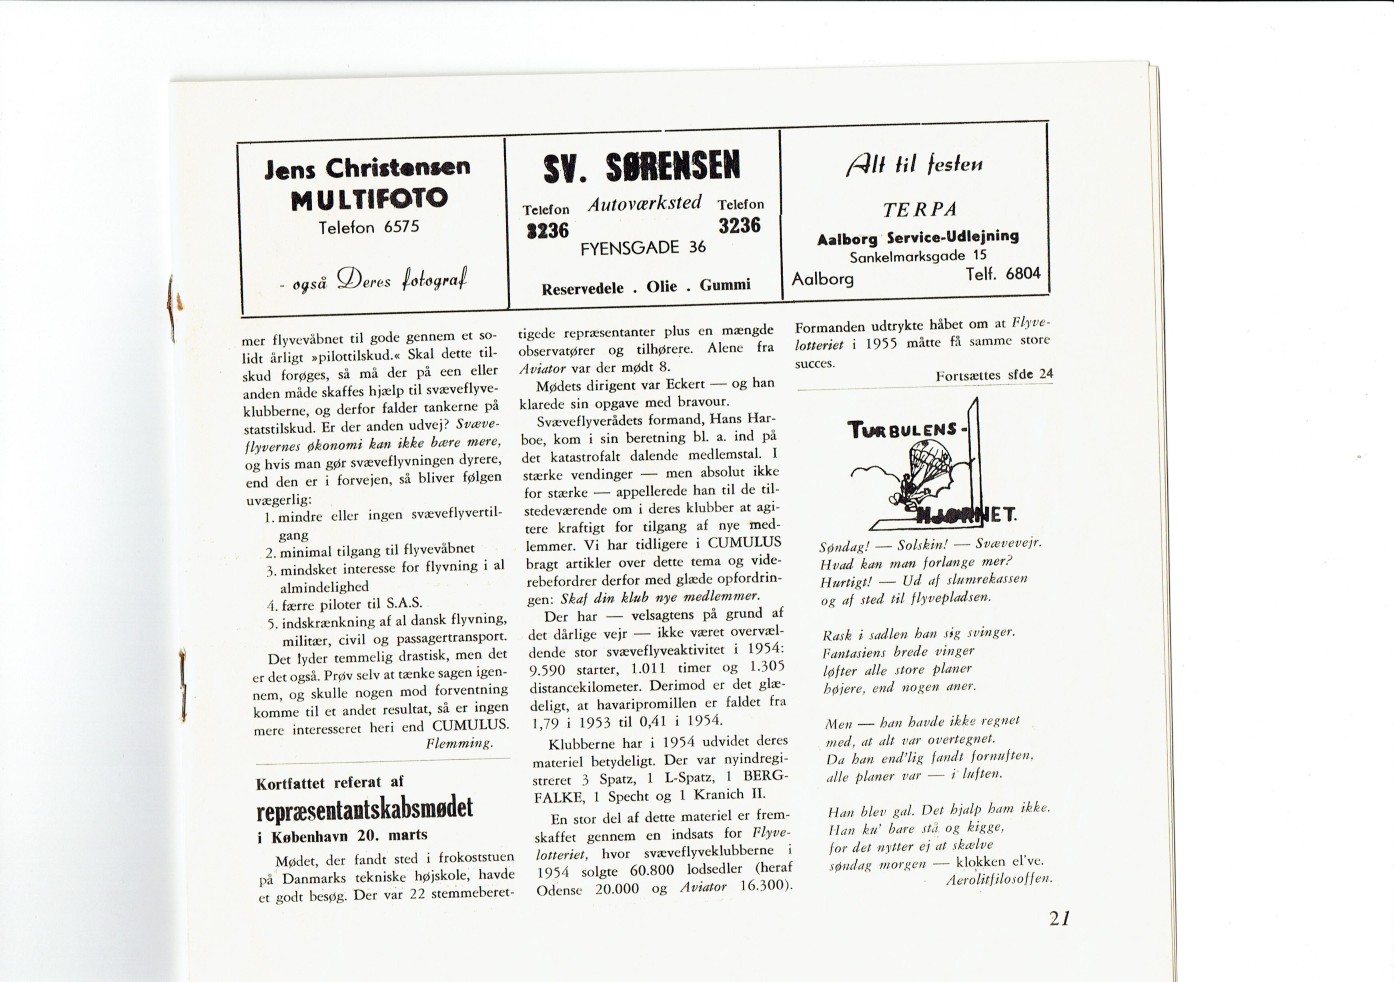 Jens Christensen
MULTIFOTO
Telefon 6575
- også Deres fotograf
SV. SØRENSEN
Telefon Autoværksted Telefon
3236 3236
FYENSGADE 36
Reservedele . Olie . Gummi
Alt til festen
TERPA
Aalborg Service-Udlejning
Sankelmarksgade 15
Aalborg Telf. 6804
mer flyvevåbnet til gode gennem et so-
lidt årligt »pilottilskud.« Skal dette til-
skud forøges, så må der på een eller
anden måde skaffes hjælp til svæveflyve-
klubberne, og derfor falder tankerne på
statstilskud. Er der anden udvej? Svæve-
flyvernes økonomi kan ikke bære mere,
og hvis man gør svæveflyvningen dyrere,
end den er i forvejen, så bliver følgen
uvægerlig:
1. mindre eller ingen svæveflyvertil-
gang
2. minimal tilgang til flyvevåbnet
3. mindsket interesse for flyvning i al
almindelighed
4. færre piloter til S.A.S.
5. indskrænkning af al dansk flyvning,
militær, civil og passagertransport.
Det lyder temmelig drastisk, men det
er det også. Prøv selv at tænke sagen igen-
nem, og skulle nogen mod forventning
komme til et andet resultat, så er ingen
mere interesseret heri end CUMULUS.
Flemming.
Kortfattet referat af
repræsentantskabsmødet
i København 20. marts
Mødet, der fandt sted i frokoststuen
på Danmarks tekniske højskole, havde
et godt besøg. Der var 22 stemmeberet-
tigede repræsentanter plus en mængde
observatører og tilhørere. Alene fra
Aviator var der mødt 8.
Mødets dirigent var Eckert — og han
klarede sin opgave med bravour.
Svæveflyverådets formand, Hans Har-
boe, kom i sin beretning bl. a. ind på
det katastrofalt dalende medlemstal. I
stærke vendinger — men absolut ikke
for stærke — appellerede han til de til-
stedeværende om i deres klubber at agi-
tere kraftigt for tilgang af nye med-
lemmer. Vi har tidligere i CUMULUS
bragt artikler over dette tema og vide-
rebefordrer derfor med glæde opfordrin-
gen: Skaf din klub nye medlemmer.
Der har — velsagtens på grund af
det dårlige vejr — ikke været overvæl-
dende stor svæveflyveaktivitet i 1954:
9.590 starter, 1.011 timer og 1.305
distancekilometer. Derimod er det glæ-
deligt, at havaripromillen er faldet fra
1,79 i 1953 til 0,41 i 1954.
Klubberne har i 1954 udvidet deres
materiel betydeligt. Der var nyindregi-
streret 3 Spatz, 1 L-Spatz, 1 BERG-
FALKE, 1 Specht og 1 Kranich II.
En stor del af dette materiel er frem-
skaffet gennem en indsats for Flyve-
lotteriet, hvor svæveflyveklubberne i
1954 solgte 60.800 lodsedler (heraf
Odense 20.000 og Aviator 16.300).
Formanden udtrykte håbet om at Flyve-
lotteriet i 1955 måtte få samme store
succes.
Fortsættes sfde 24
TURBULENS-
HJØRNET.
Søndag! — Solskin! — Svævevejr.
Hvad kan man forlange mer?
Hurtigt! — Ud af slumrekassen
og af sted til flyvepladsen.
Rask i sadlen han sig svinger.
Fantasiens brede vinger
løfter alle store planer
højere, end nogen aner.
Men — han havde ikke regnet
med, at alt var overtegnet.
Da han end'lig fandt fornuften,
alle planer var — i luften.
Han blev gal. Det hjalp ham ikke.
Han ku' bare stå og kigge,
for det nytter ej at skælve
søndag morgen — klokken el've.
Aerolitfilosoffen.
21